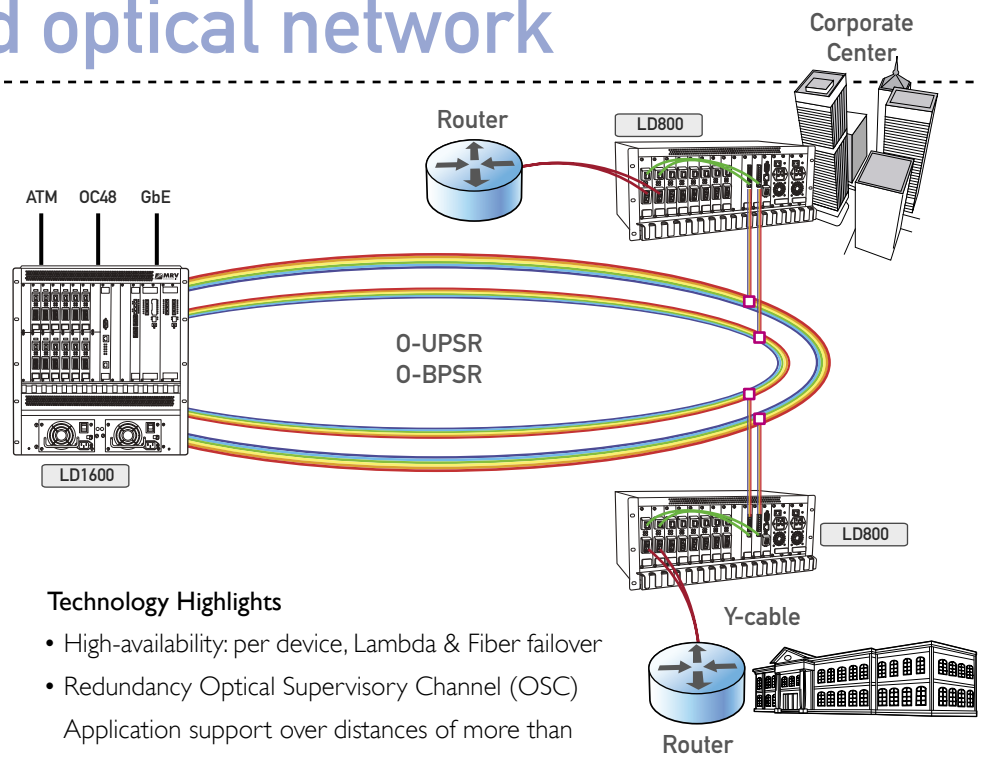 d optical network
Corporate
Center
Router
LD800
ATM OC48 GbE
MRV
O-UPSR
O-BPSR
LD1600
LD800
Technology Highlights
• High-availability: per device, Lambda & Fiber failover
• Redundancy Optical Supervisory Channel (OSC)
Application support over distances of more than
Y-cable
Router